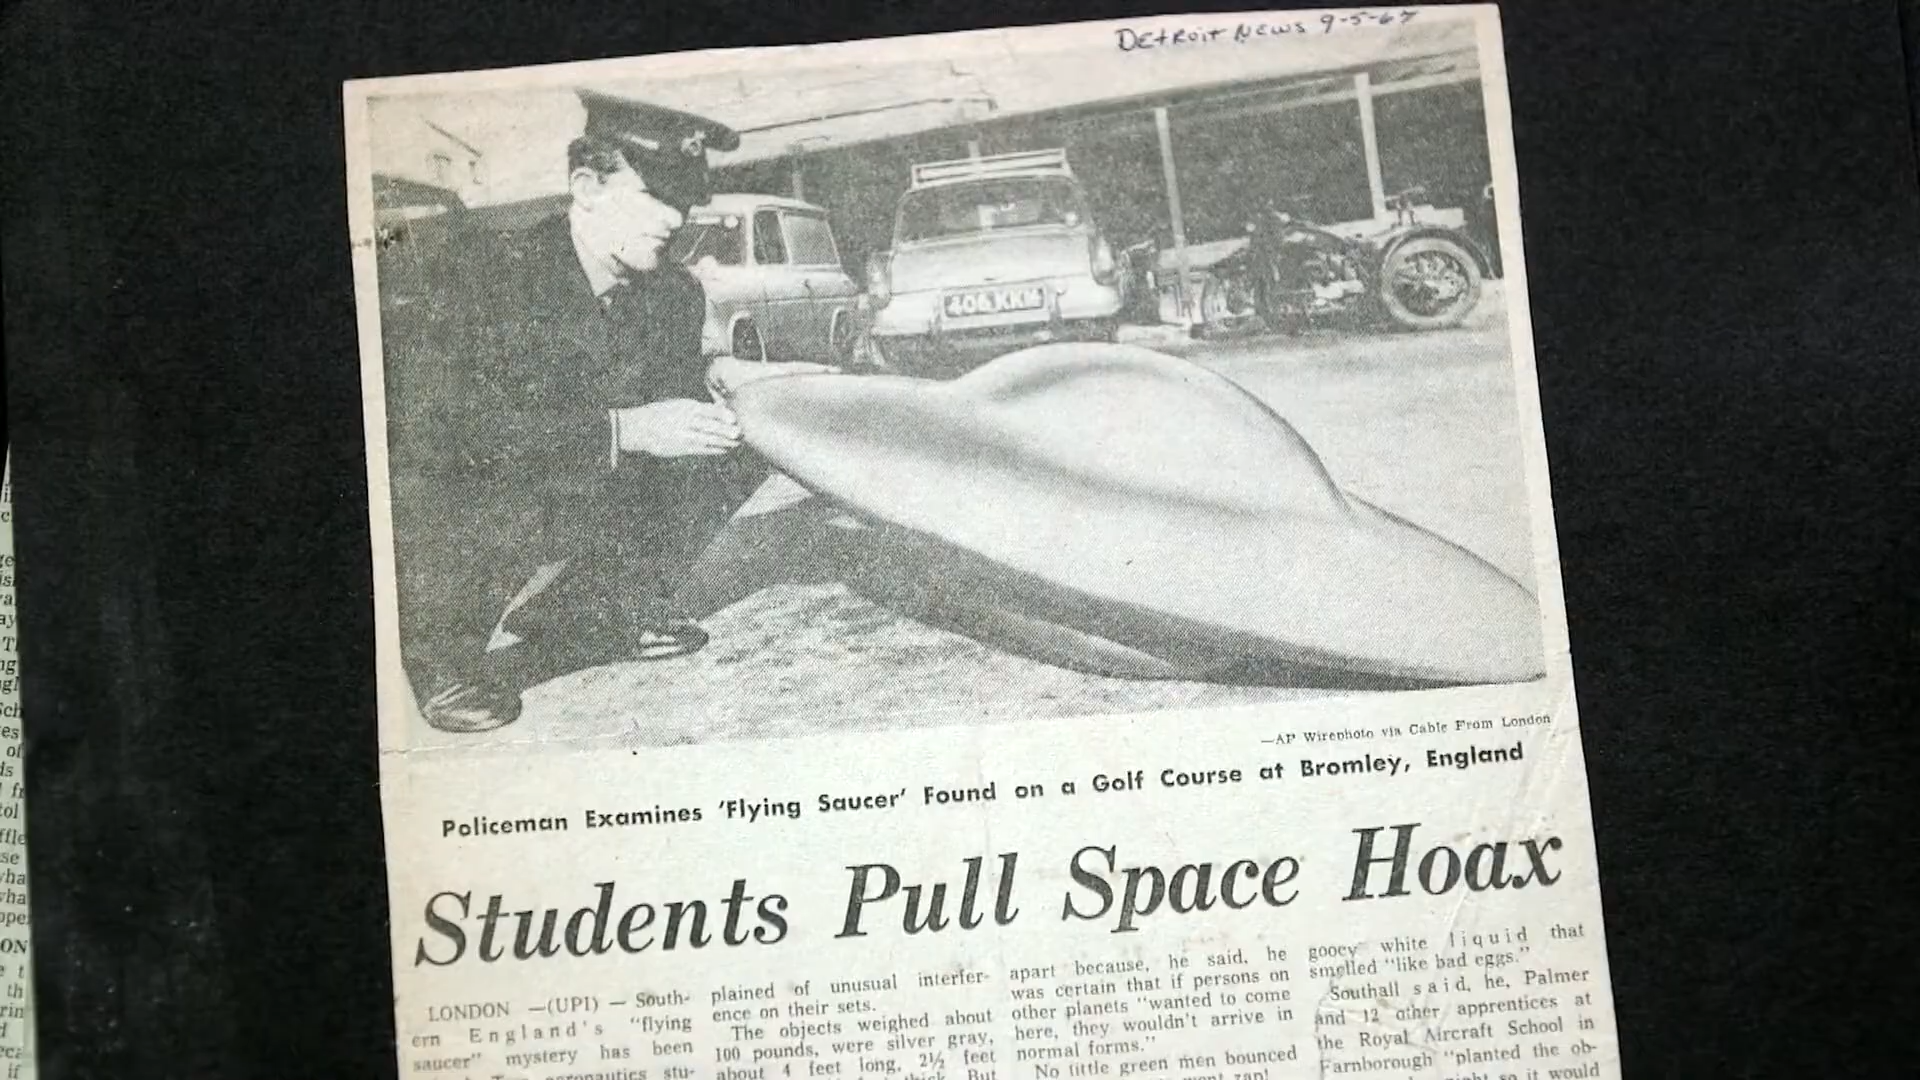 DETROIT NEWS 9-5-67
406 KKM
—AP Wirephoto via Cable From London
Policeman Examines 'Flying Saucer' Found on a Golf Course at Bromley, England
Students Pull Space Hoax
LONDON —(UPI) — South-
ern England's "flying
saucer" mystery has been
plained of unusual interfer-
ence on their sets.
The objects weighed about
100 pounds, were silver gray,
about 4 feet long, 2½ feet
thick. But
apart because, he said, he
was certain that if persons on
other planets "wanted to come
here, they wouldn't arrive in
normal forms."
No little green men bounced
went zap!
gooey white liquid that
smelled "like bad eggs."
Southall said, he, Palmer
and 12 other apprentices at
the Royal Aircraft School in
Farnborough "planted the ob-
so it would